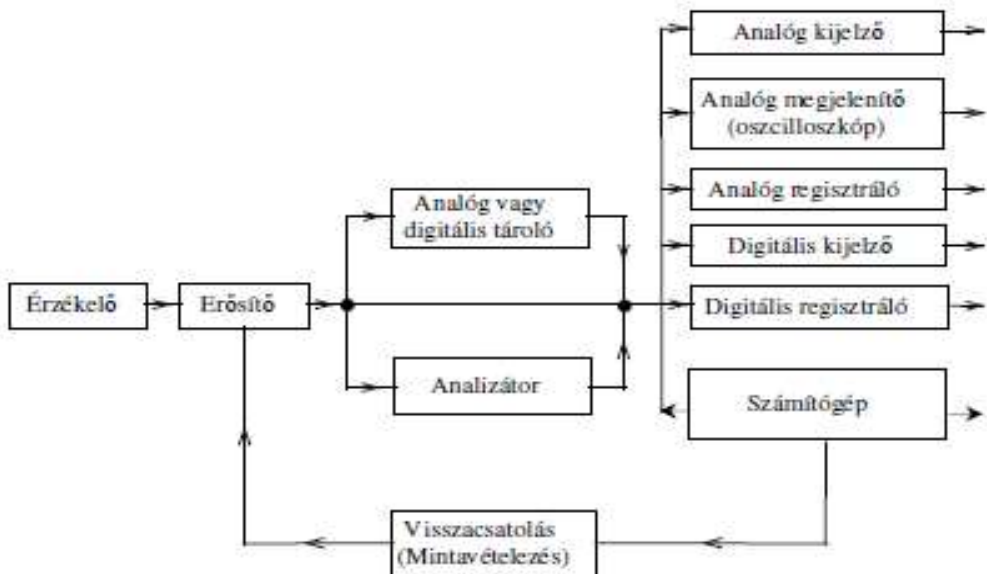 Analóg kijelző
Analóg megjelenítő
(oszcilloszkóp)
Analóg regisztráló
Analóg vagy
digitális tároló
Digitális kijelző
Érzékelő
Erősítő
Digitális regisztráló
Analizátor
Számítógép
Visszacsatolás
(Mintavételezés)